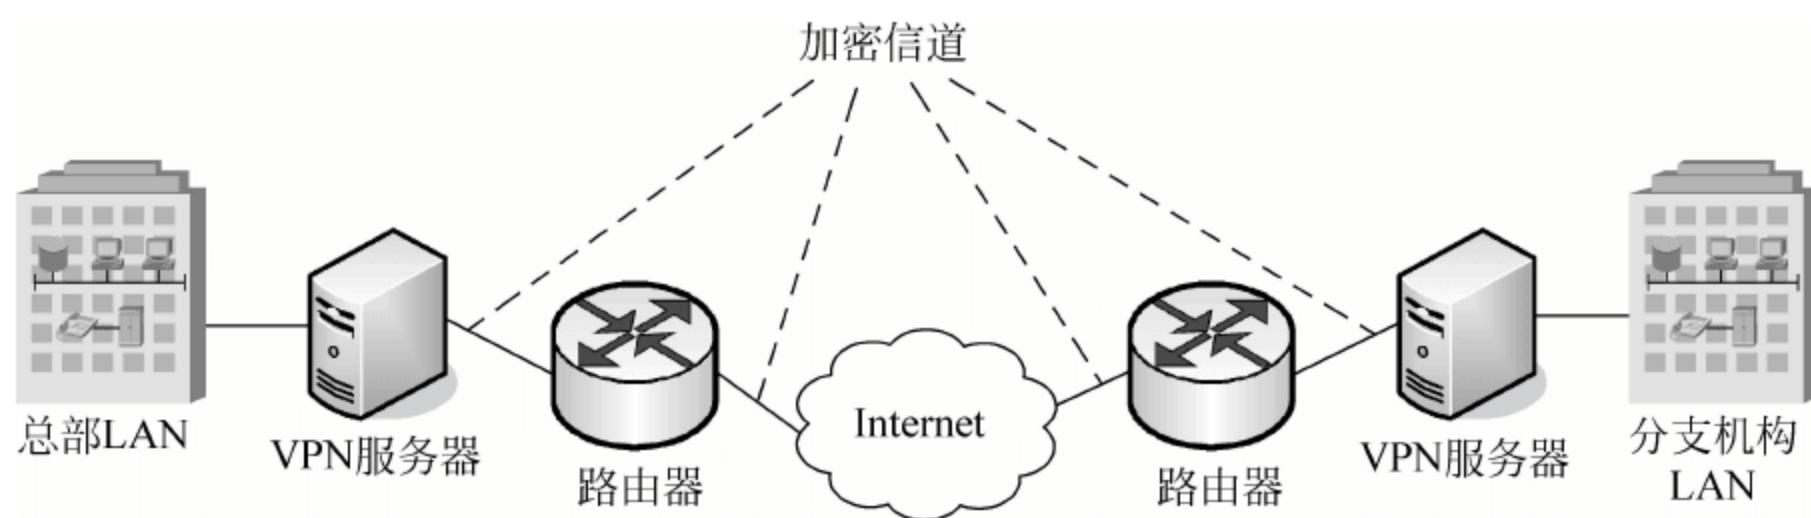 加密信道
总部LAN
VPN服务器
路由器
Internet
路由器
VPN服务器
分支机构
LAN